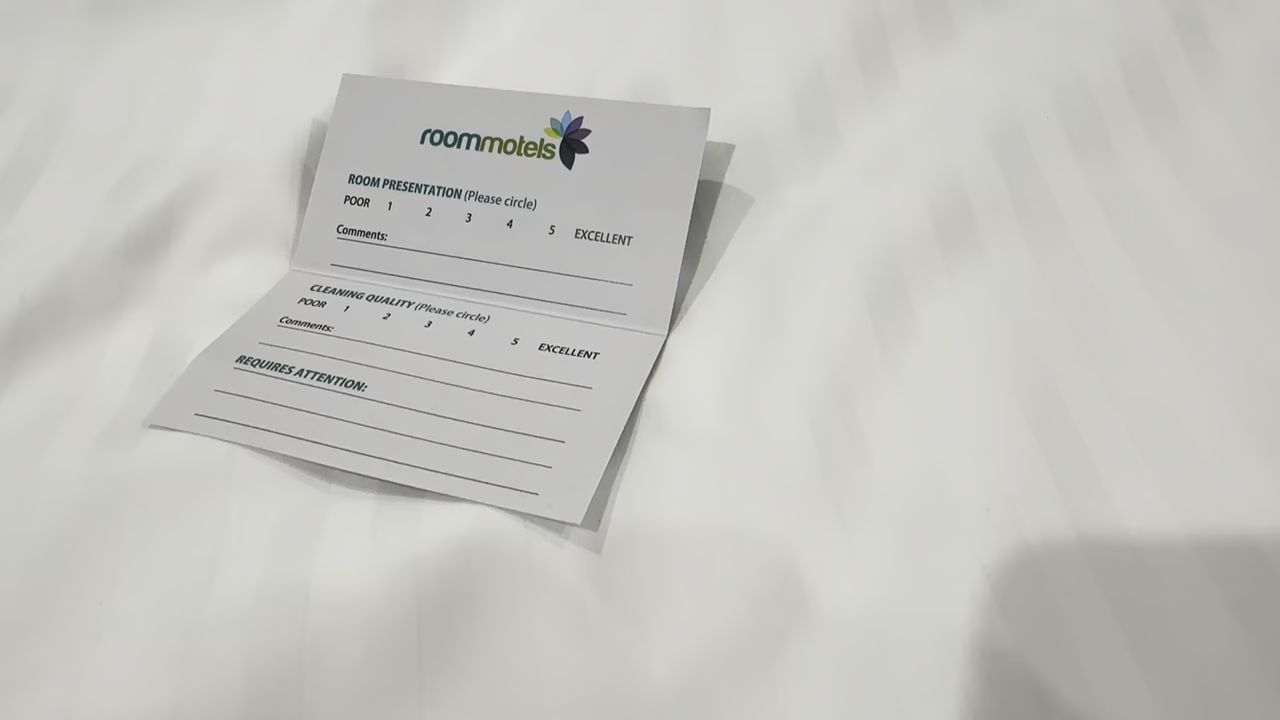 roommotels
ROOM PRESENTATION (Please circle)
POOR 1 2 3 4 5 EXCELLENT
Comments:
CLEANING QUALITY (Please circle)
POOR 1 2 3 4 5 EXCELLENT
Comments:
REQUIRES ATTENTION: